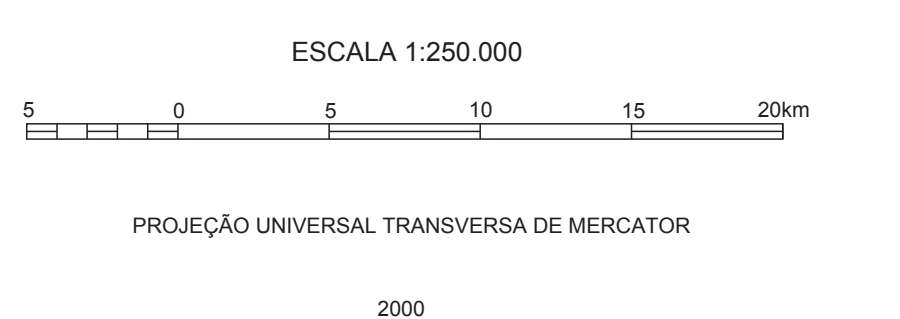 ESCALA 1:250.000
5 0 5 10 15 20km
PROJEÇÃO UNIVERSAL TRANSVERSA DE MERCATOR
2000